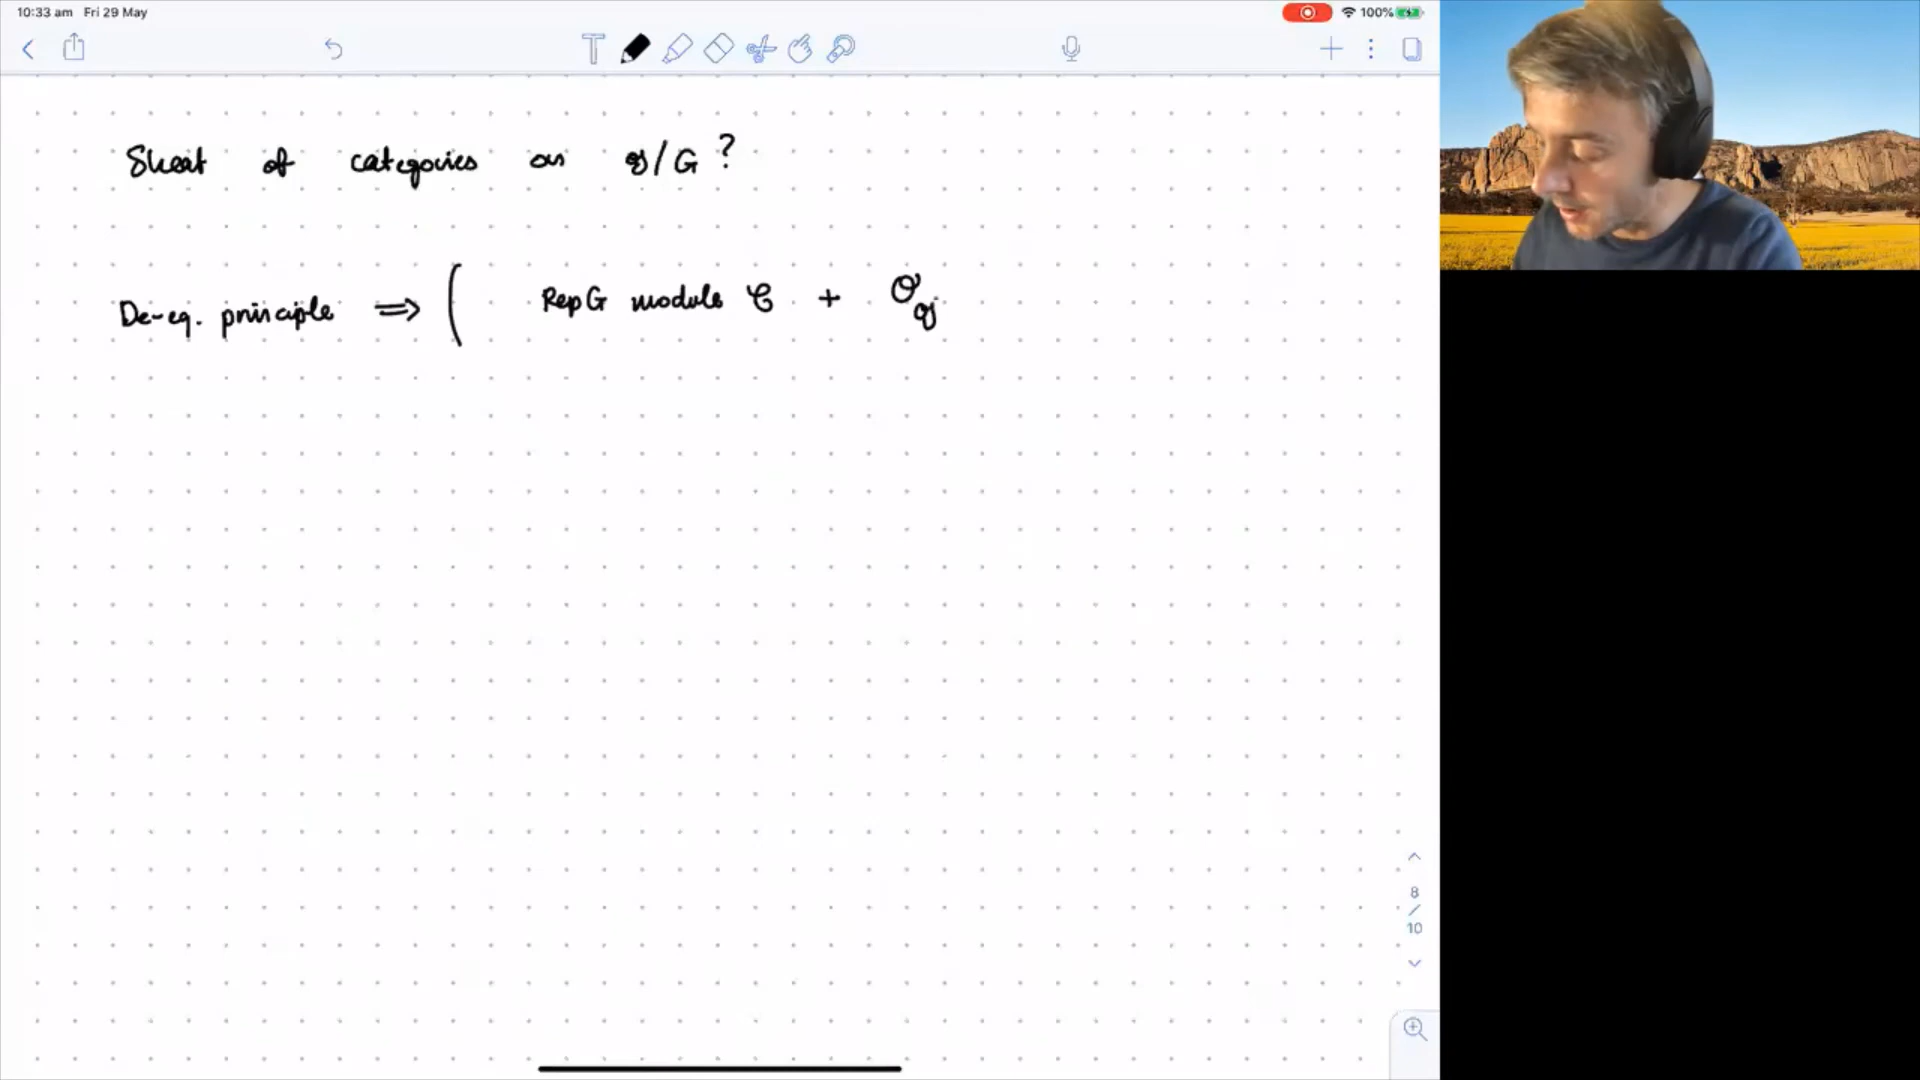 10:33 am Fri 29 May
100%
Sheaf of categories on 𝔤/G ?
De-eq. principle ⇒ ( RepG module 𝒞 + 𝒪_𝔤
8
/
10